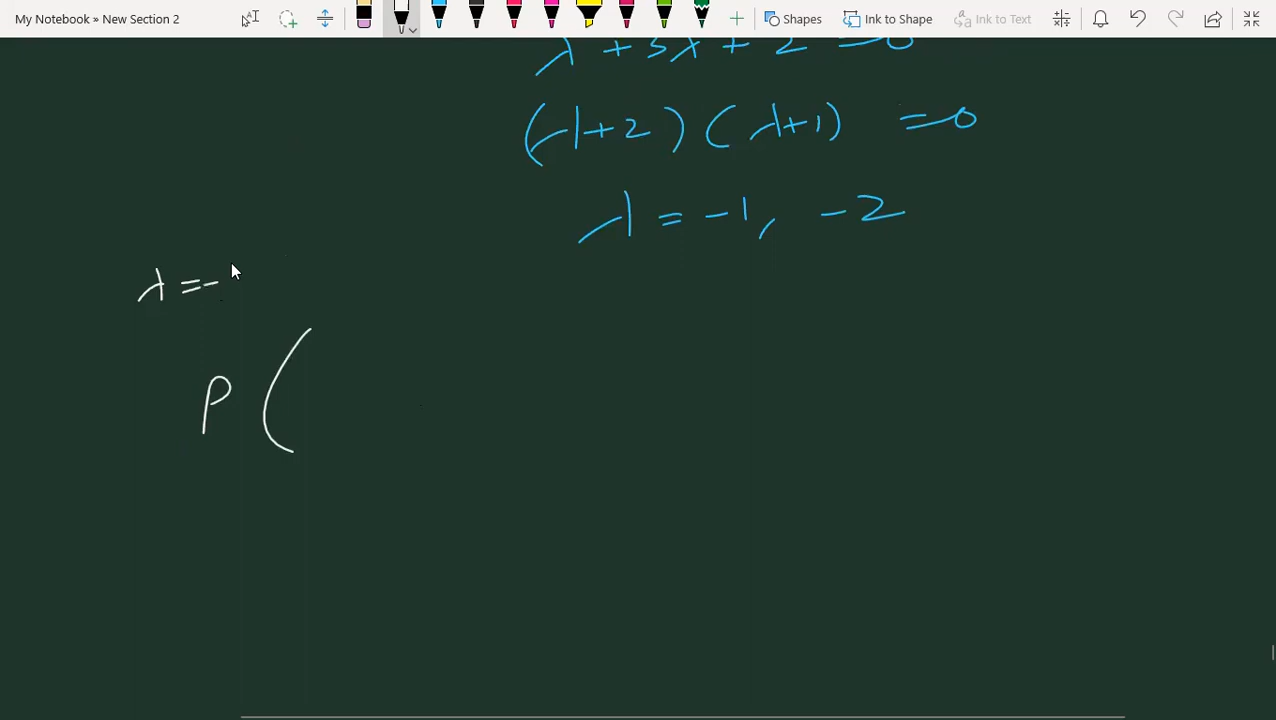 My Notebook » New Section 2
Shapes Ink to Shape Ink to Text
λ + 3λ + 2 = 0
(λ+2) (λ+1) = 0
λ = -1, -2
λ = -
P (